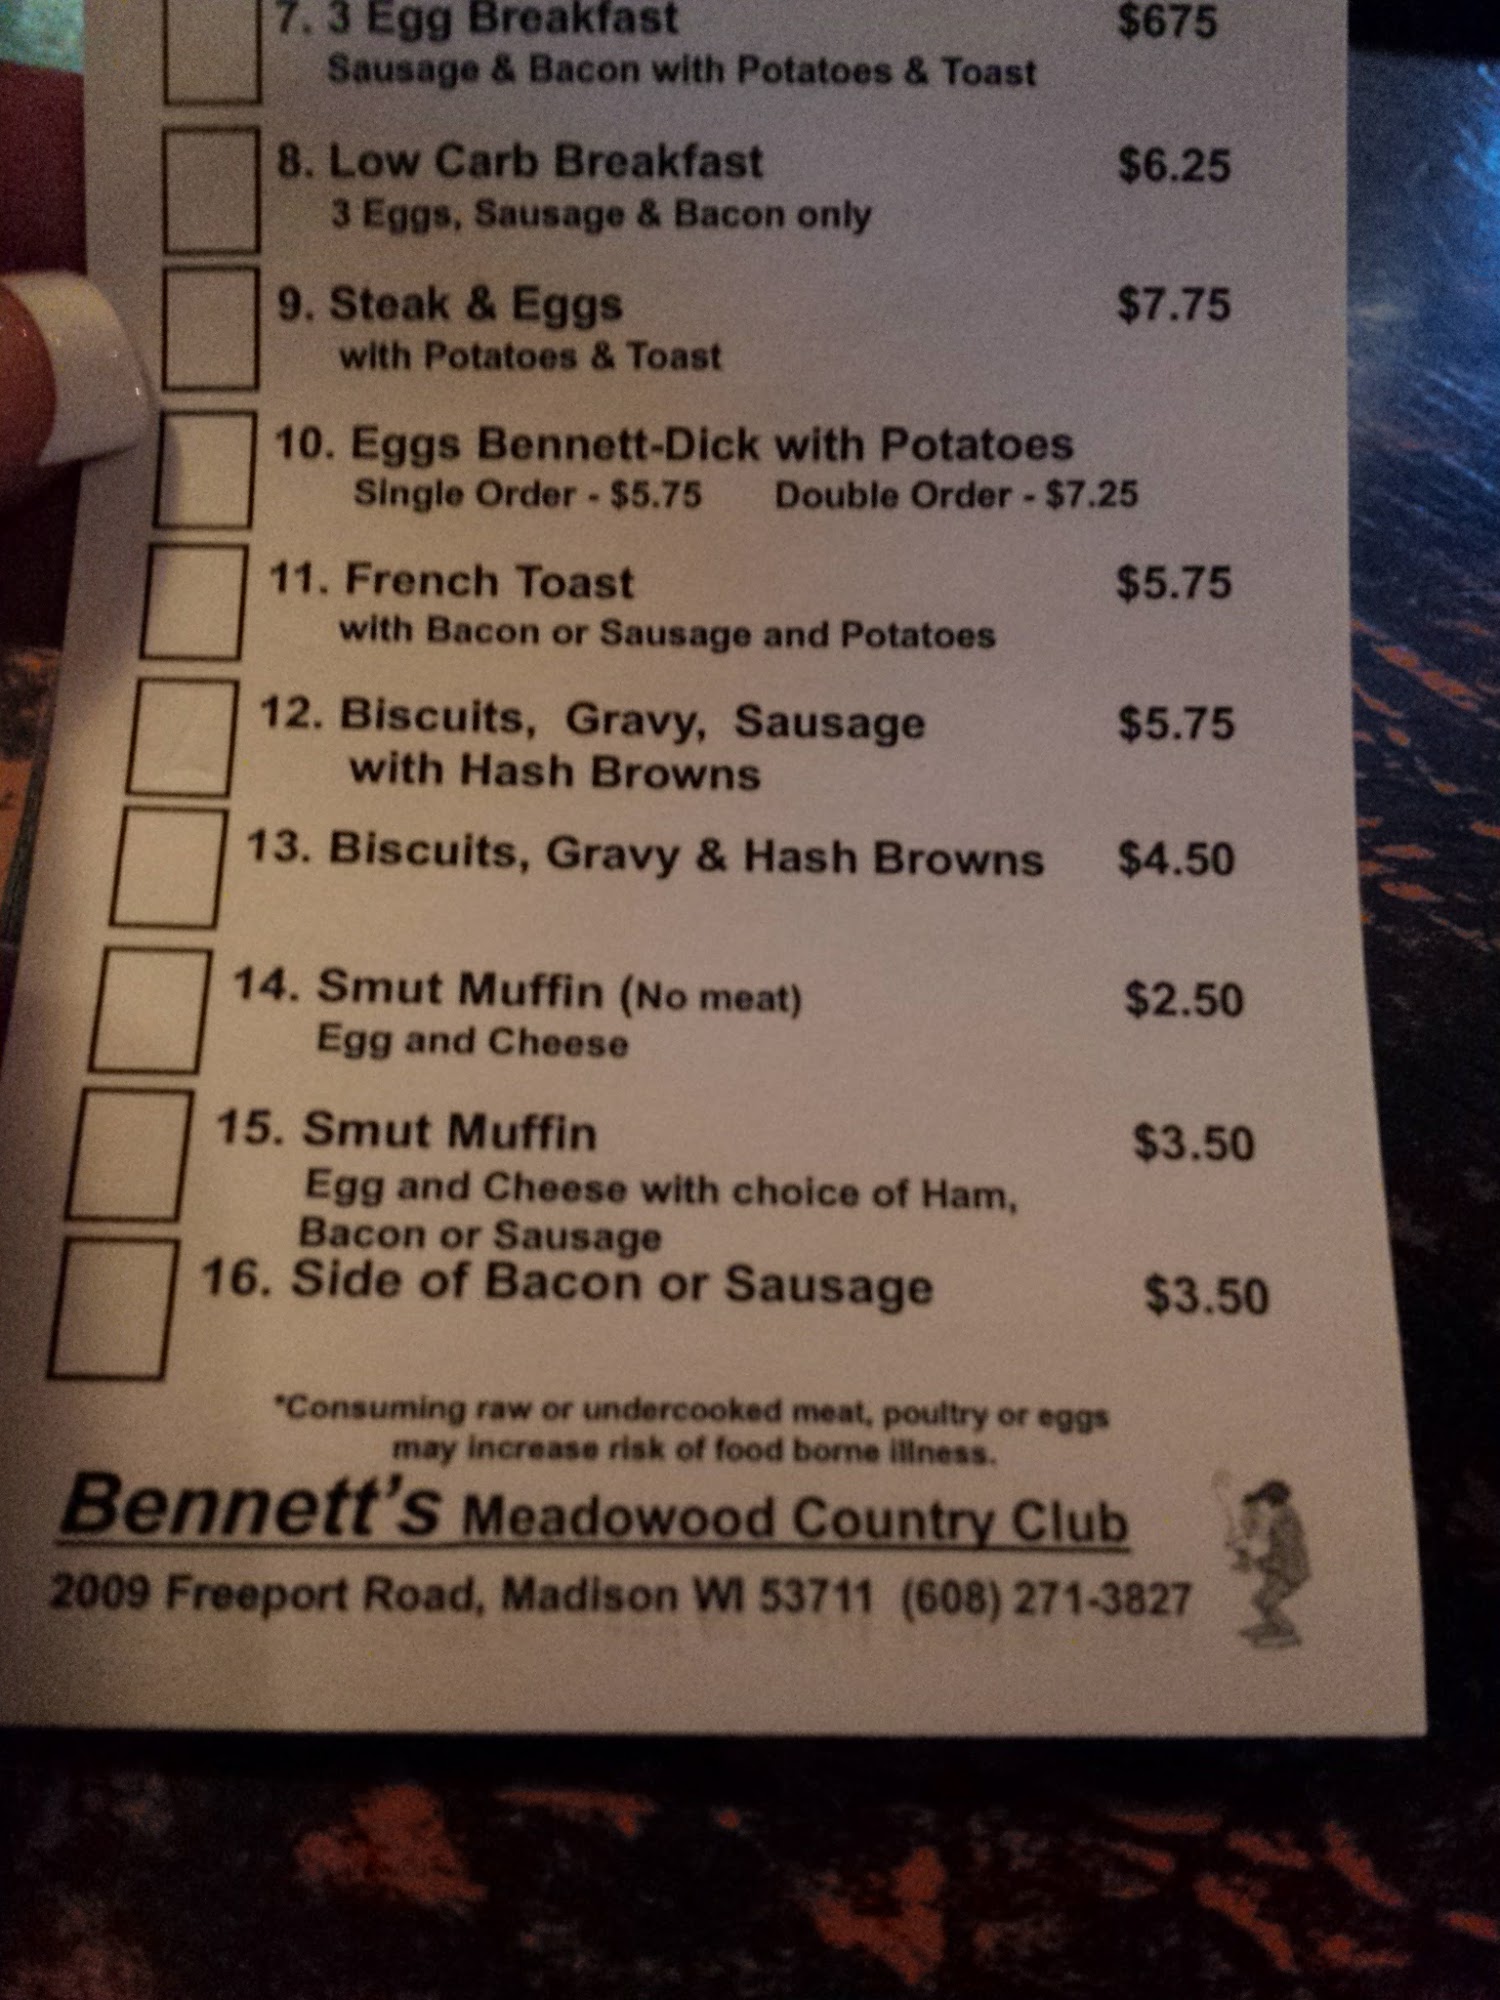 7. 3 Egg Breakfast $675
Sausage & Bacon with Potatoes & Toast
8. Low Carb Breakfast $6.25
3 Eggs, Sausage & Bacon only
9. Steak & Eggs $7.75
with Potatoes & Toast
10. Eggs Bennett-Dick with Potatoes
Single Order - $5.75 Double Order - $7.25
11. French Toast $5.75
with Bacon or Sausage and Potatoes
12. Biscuits, Gravy, Sausage $5.75
with Hash Browns
13. Biscuits, Gravy & Hash Browns $4.50
14. Smut Muffin (No meat) $2.50
Egg and Cheese
15. Smut Muffin $3.50
Egg and Cheese with choice of Ham,
Bacon or Sausage
16. Side of Bacon or Sausage $3.50
*Consuming raw or undercooked meat, poultry or eggs
may increase risk of food borne illness.
Bennett's Meadowood Country Club
2009 Freeport Road, Madison WI 53711 (608) 271-3827